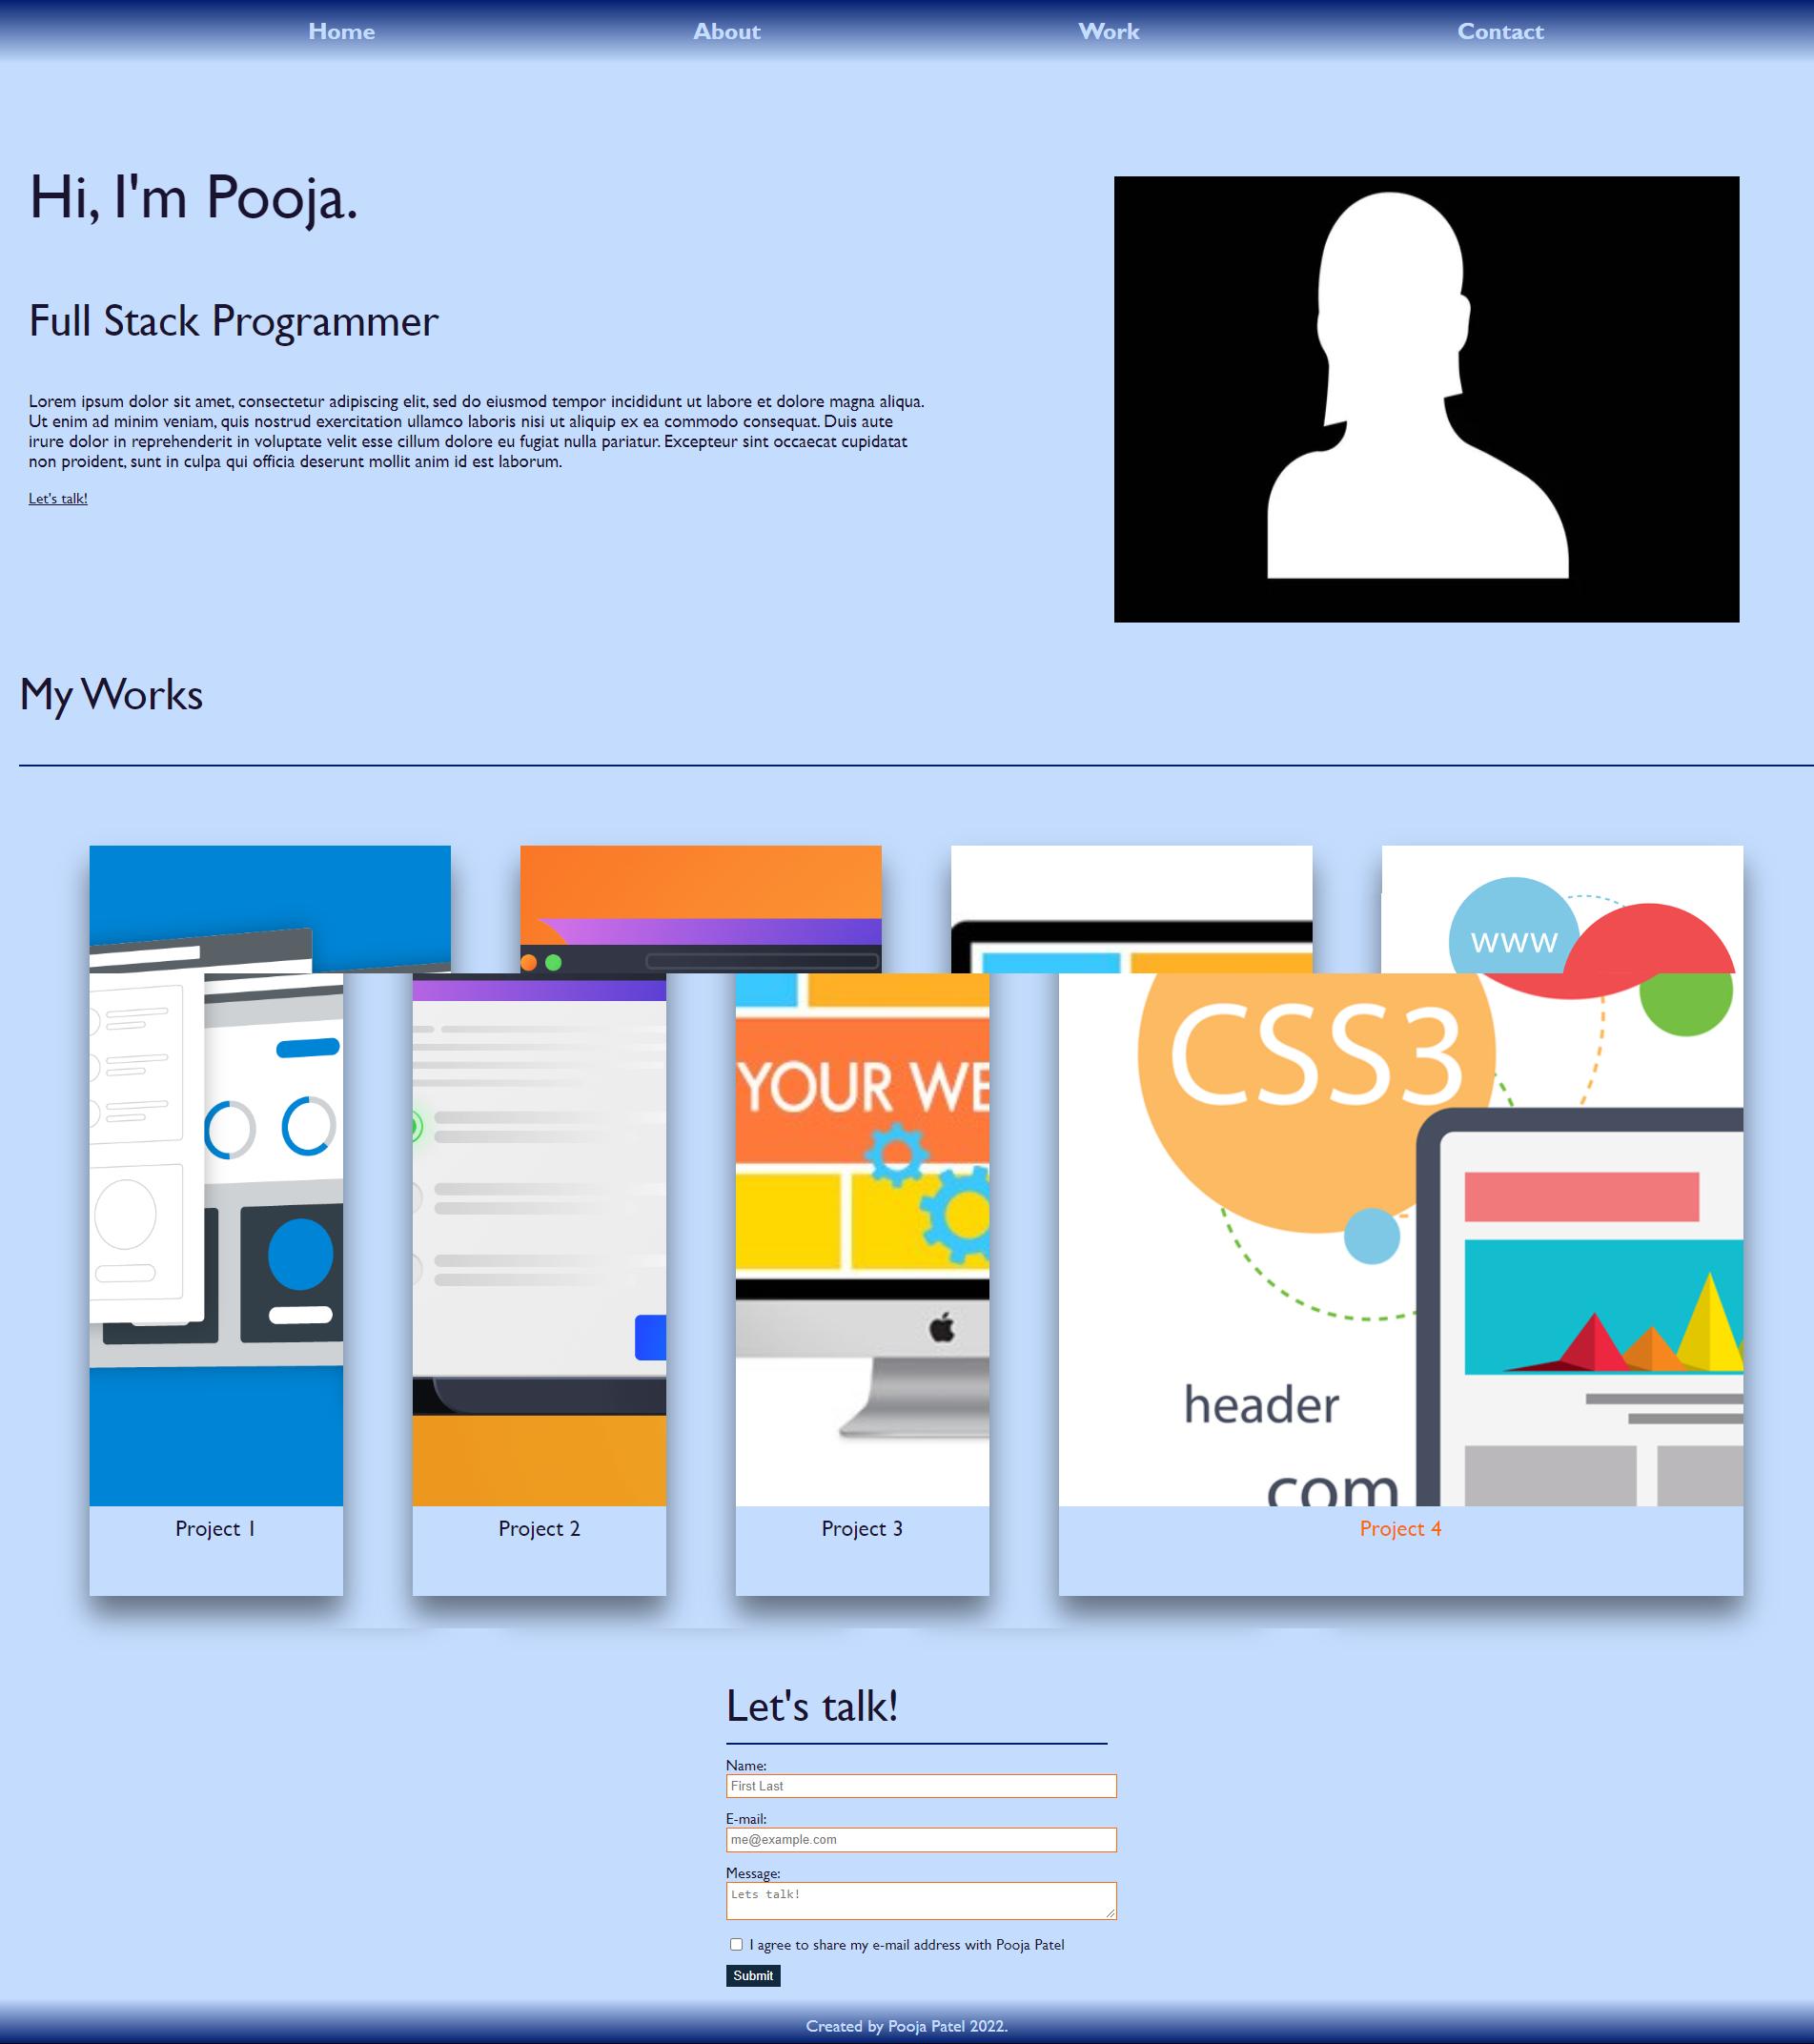 Home About Work Contact
Hi, I'm Pooja.
Full Stack Programmer
Lorem ipsum dolor sit amet, consectetur adipiscing elit, sed do eiusmod tempor incididunt ut labore et dolore magna aliqua.
Ut enim ad minim veniam, quis nostrud exercitation ullamco laboris nisi ut aliquip ex ea commodo consequat. Duis aute
irure dolor in reprehenderit in voluptate velit esse cillum dolore eu fugiat nulla pariatur. Excepteur sint occaecat cupidatat
non proident, sunt in culpa qui officia deserunt mollit anim id est laborum.
Let's talk!
My Works
www
CSS3
YOUR WE
header
com
Project 1
Project 2
Project 3
Project 4
Let's talk!
Name:
First Last
E-mail:
me@example.com
Message:
Lets talk!
I agree to share my e-mail address with Pooja Patel
Submit
Created by Pooja Patel 2022.